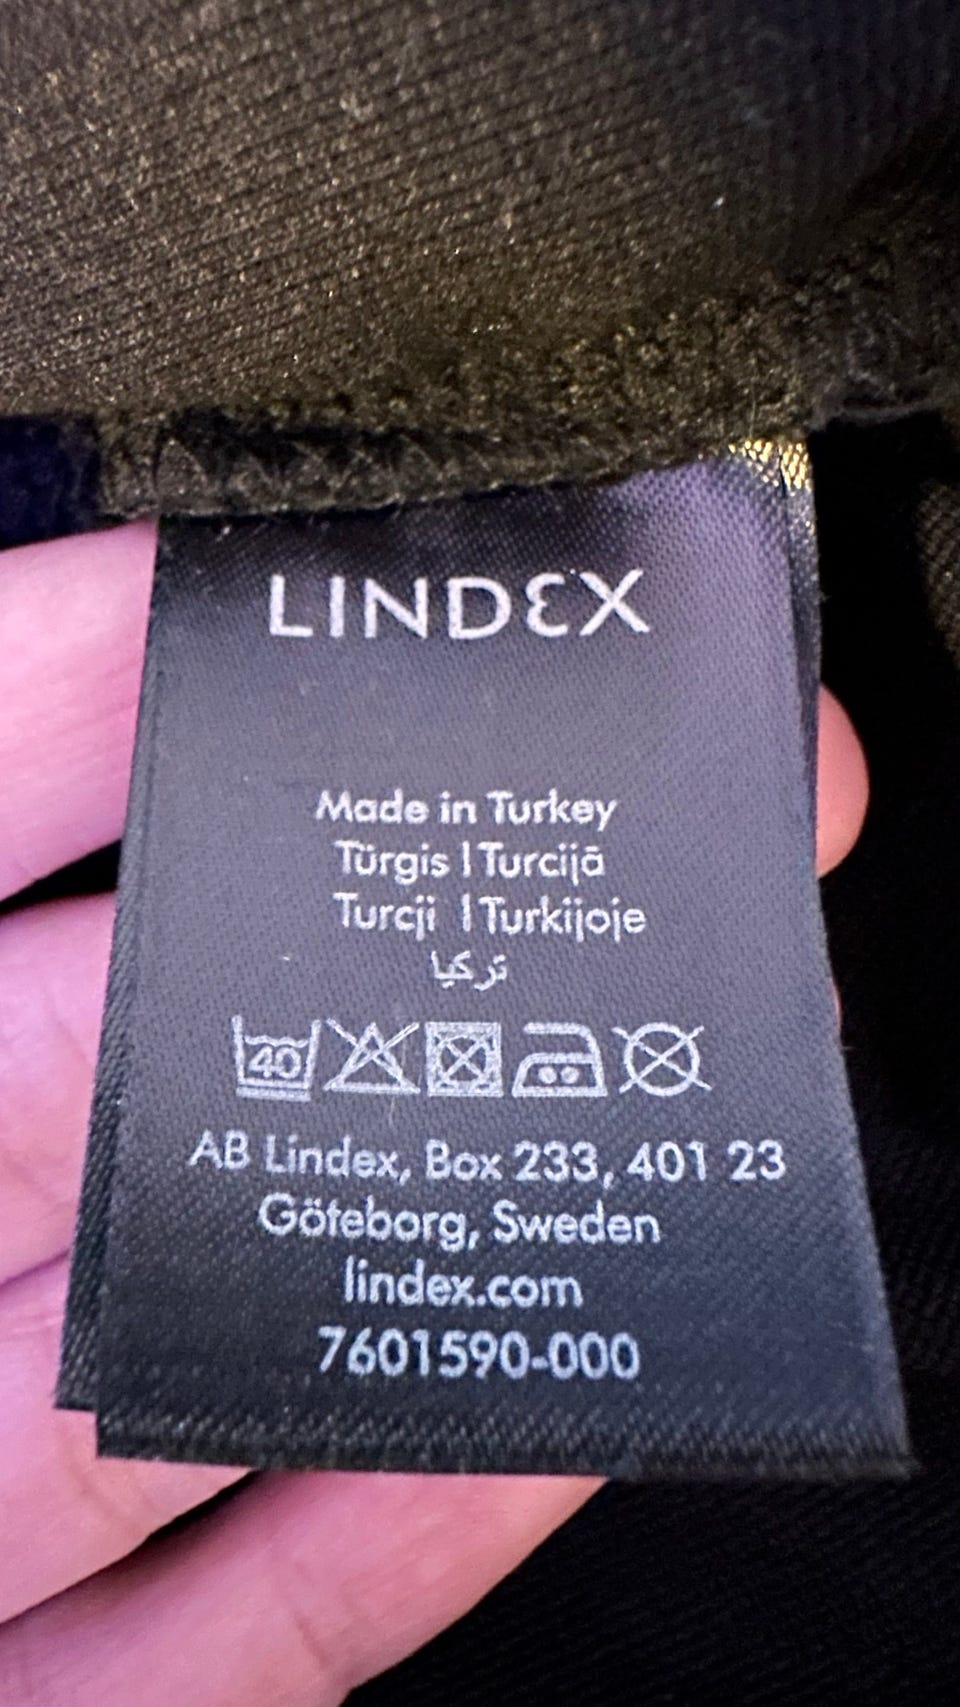 LINDEX
Made in Turkey
Türgis | Turcijā
Turcji | Turkijoje
تركيا
40
AB Lindex, Box 233, 401 23
Göteborg, Sweden
lindex.com
7601590-000